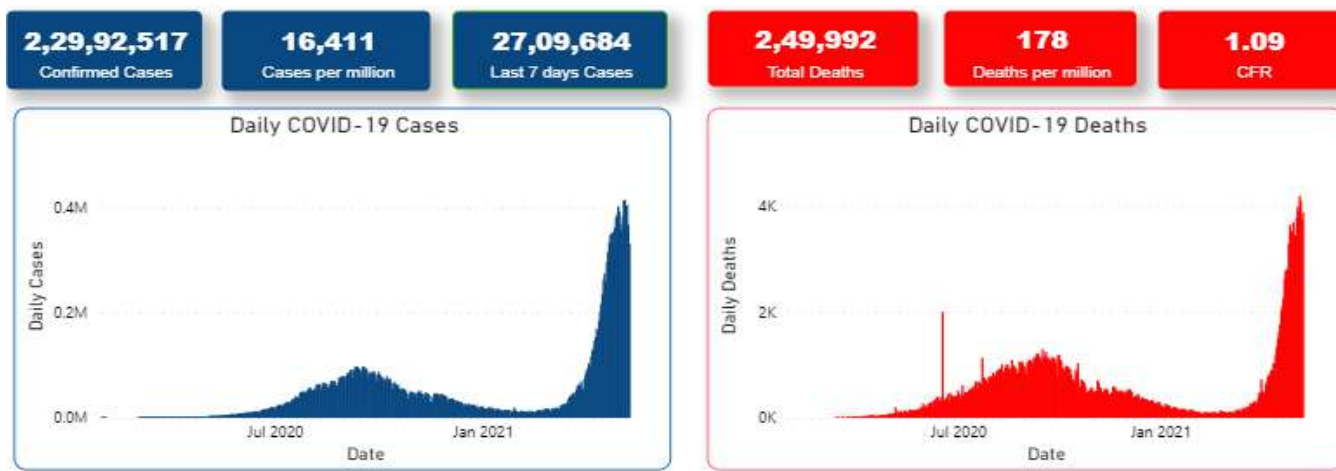 2,29,92,517
Confirmed Cases
16,411
Cases per million
27,09,684
Last 7 days Cases
2,49,992
Total Deaths
178
Deaths per million
1.09
CFR
Daily COVID-19 Cases
0.4M
0.2M
0.0M
Daily Cases
Jul 2020
Jan 2021
Date
Daily COVID-19 Deaths
4K
2K
0K
Daily Deaths
Jul 2020
Jan 2021
Date